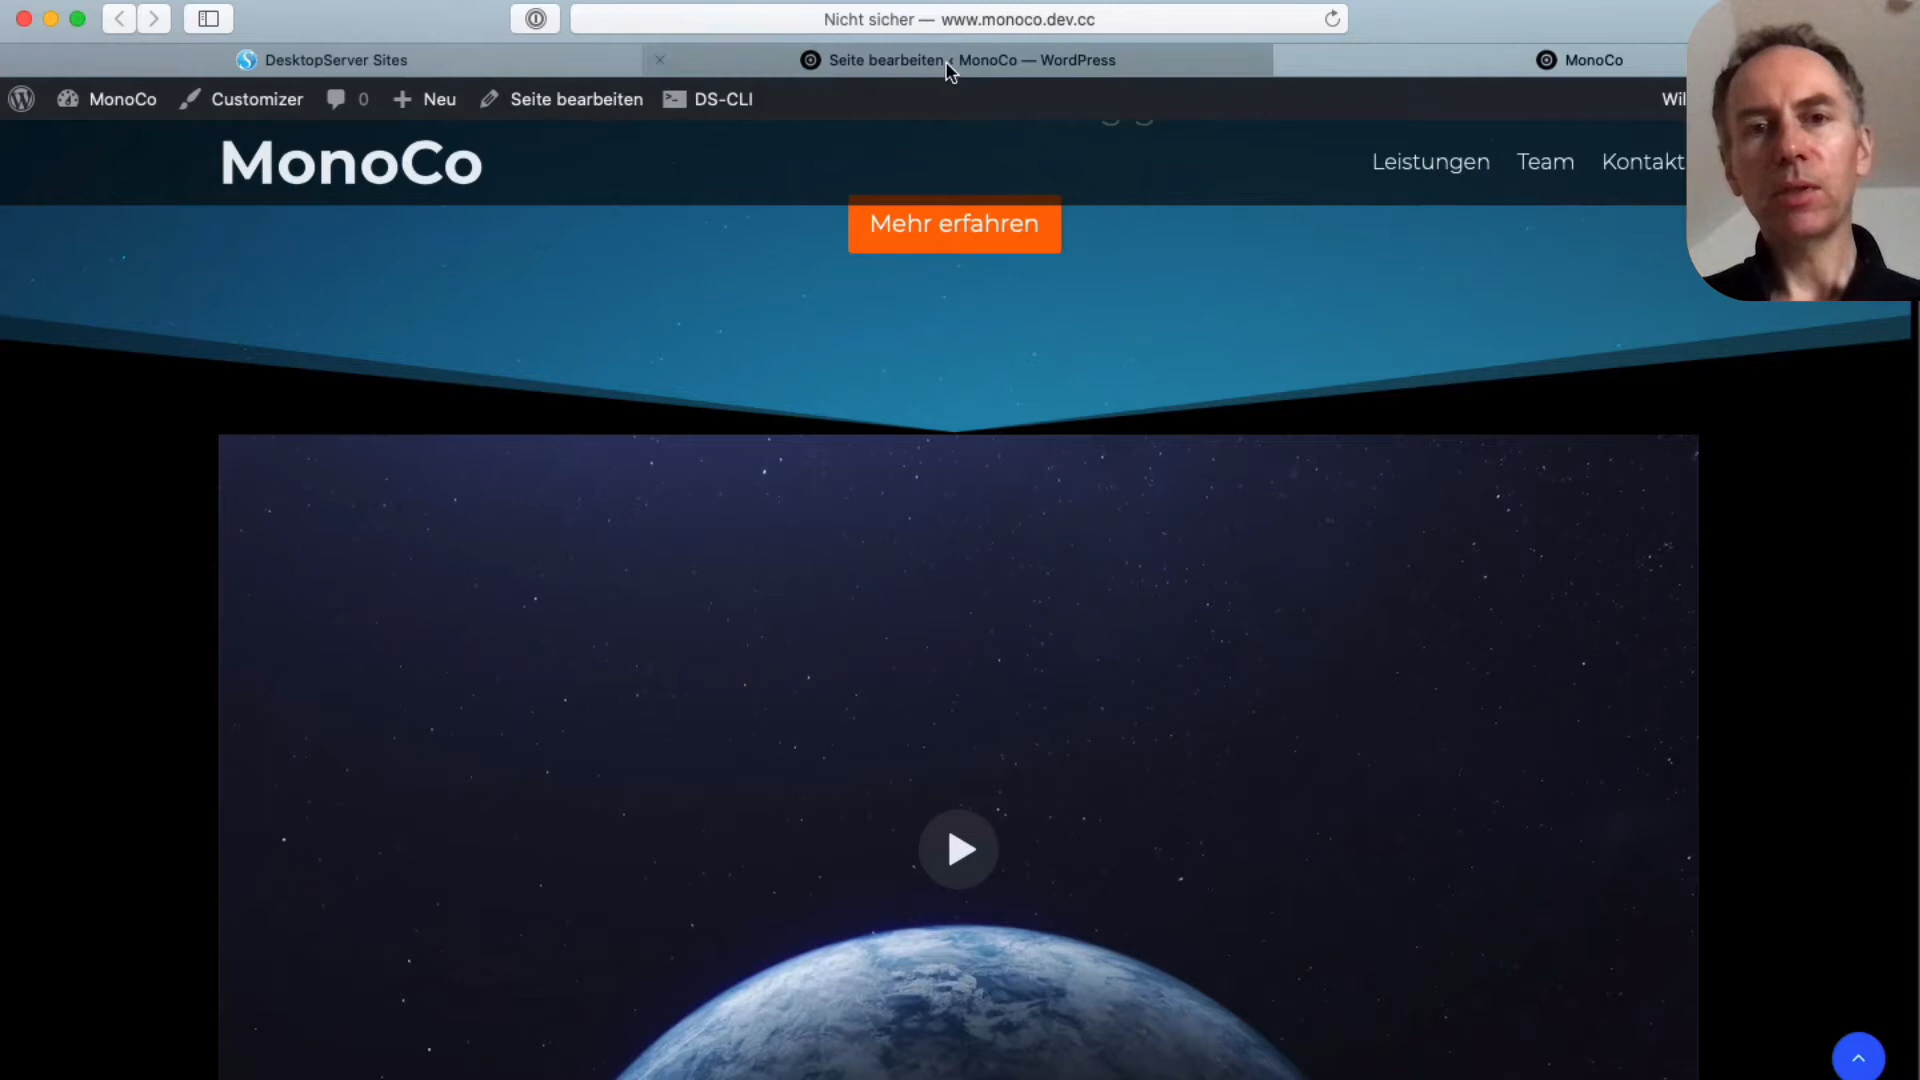 Nicht sicher — www.monoco.dev.cc
DesktopServer Sites
Seite bearbeiten ‹ MonoCo — WordPress
MonoCo
MonoCo
Customizer
0
Neu
Seite bearbeiten
DS-CLI
MonoCo
Leistungen
Team
Kontakt
Mehr erfahren